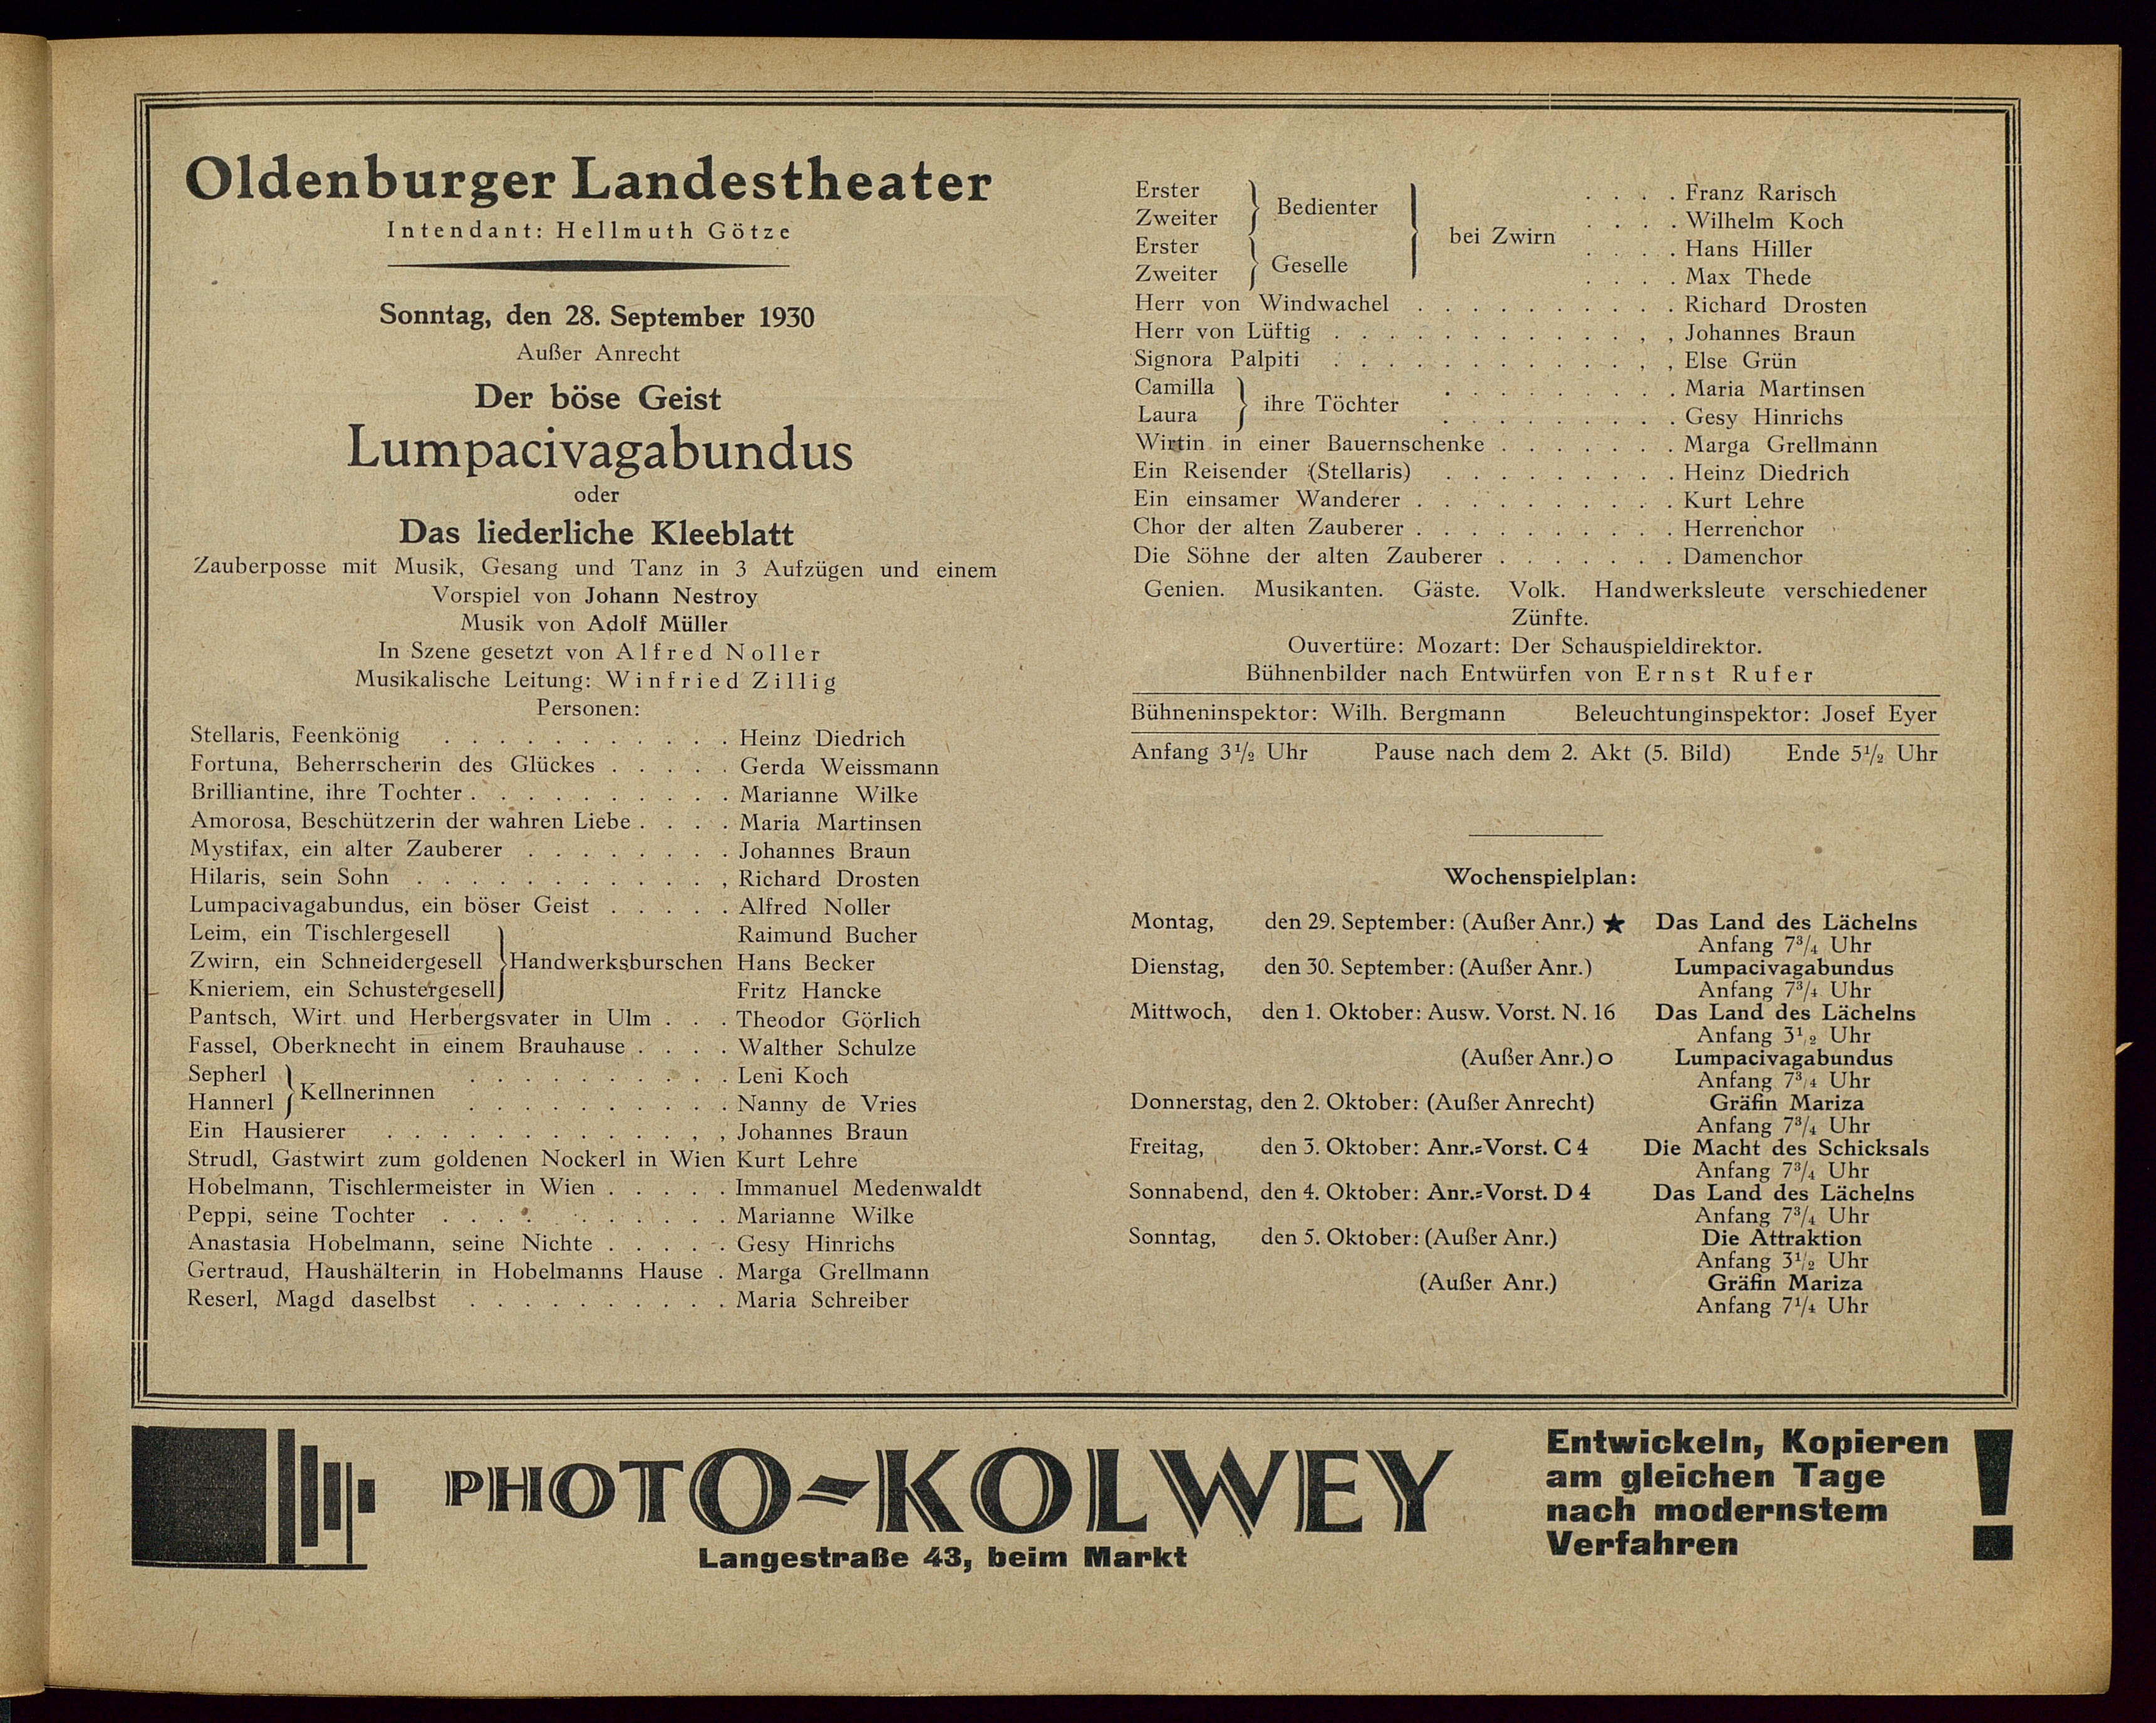 Oldenburger Landestheater
Intendant: Hellmuth Götze
Sonntag, den 28. September 1930
Außer Anrecht
Der böse Geist
Lumpacivagabundus
oder
Das liederliche Kleeblatt
Zauberposse mit Musik, Gesang und Tanz in 3 Aufzügen und einem
Vorspiel von Johann Nestroy
Musik von Adolf Müller
In Szene gesetzt von Alfred Noller
Musikalische Leitung: Winfried Zillig
Personen:
Stellaris, Feenkönig . . . . . . . . . . . Heinz Diedrich
Fortuna, Beherrscherin des Glückes . . . . . Gerda Weissmann
Brilliantine, ihre Tochter . . . . . . . . . . Marianne Wilke
Amorosa, Beschützerin der wahren Liebe . . . . Maria Martinsen
Mystifax, ein alter Zauberer . . . . . . . . Johannes Braun
Hilaris, sein Sohn . . . . . . . . . . . , Richard Drosten
Lumpacivagabundus, ein böser Geist . . . . . Alfred Noller
Leim, ein Tischlergesell Raimund Bucher
Zwirn, ein Schneidergesell } Handwerksburschen Hans Becker
Knieriem, ein Schustergesell Fritz Hancke
Pantsch, Wirt und Herbergsvater in Ulm . . . Theodor Görlich
Fassel, Oberknecht in einem Brauhause . . . . Walther Schulze
Sepherl . . . . . . . . . . Leni Koch
} Kellnerinnen
Hannerl . . . . . . . . . . Nanny de Vries
Ein Hausierer . . . . . . . . . . . , , Johannes Braun
Strudl, Gastwirt zum goldenen Nockerl in Wien Kurt Lehre
Hobelmann, Tischlermeister in Wien . . . . . Immanuel Medenwaldt
Peppi, seine Tochter . . . . . . . . . . Marianne Wilke
Anastasia Hobelmann, seine Nichte . . . . . Gesy Hinrichs
Gertraud, Haushälterin in Hobelmanns Hause . Marga Grellmann
Reserl, Magd daselbst . . . . . . . . . . Maria Schreiber
Erster . . . . Franz Rarisch
} Bedienter
Zweiter . . . . Wilhelm Koch
} bei Zwirn
Erster . . . . Hans Hiller
} Geselle
Zweiter . . . . Max Thede
Herr von Windwachel . . . . . . . . . . Richard Drosten
Herr von Lüftig . . . . . . . . . . . , , Johannes Braun
Signora Palpiti . . . . . . . . . . . , , Else Grün
Camilla . . . . . . . . . Maria Martinsen
} ihre Töchter
Laura . . . . . . . . . Gesy Hinrichs
Wirtin in einer Bauernschenke . . . . . . . Marga Grellmann
Ein Reisender (Stellaris) . . . . . . . . . Heinz Diedrich
Ein einsamer Wanderer . . . . . . . . . . Kurt Lehre
Chor der alten Zauberer . . . . . . . . . . Herrenchor
Die Söhne der alten Zauberer . . . . . . . Damenchor
Genien. Musikanten. Gäste. Volk. Handwerksleute verschiedener
Zünfte.
Ouvertüre: Mozart: Der Schauspieldirektor.
Bühnenbilder nach Entwürfen von Ernst Rufer
Bühneninspektor: Wilh. Bergmann Beleuchtunginspektor: Josef Eyer
Anfang 3½ Uhr Pause nach dem 2. Akt (5. Bild) Ende 5½ Uhr
Wochenspielplan:
Montag, den 29. September: (Außer Anr.) ★ Das Land des Lächelns
Anfang 7¾ Uhr
Dienstag, den 30. September: (Außer Anr.) Lumpacivagabundus
Anfang 7¾ Uhr
Mittwoch, den 1. Oktober: Ausw. Vorst. N. 16 Das Land des Lächelns
Anfang 3½ Uhr
(Außer Anr.) o Lumpacivagabundus
Anfang 7¾ Uhr
Donnerstag, den 2. Oktober: (Außer Anrecht) Gräfin Mariza
Anfang 7¾ Uhr
Freitag, den 3. Oktober: Anr.=Vorst. C 4 Die Macht des Schicksals
Anfang 7¾ Uhr
Sonnabend, den 4. Oktober: Anr.=Vorst. D 4 Das Land des Lächelns
Anfang 7¾ Uhr
Sonntag, den 5. Oktober: (Außer Anr.) Die Attraktion
Anfang 3½ Uhr
(Außer Anr.) Gräfin Mariza
Anfang 7¼ Uhr
PHOTO=KOLWEY
Langestraße 43, beim Markt
Entwickeln, Kopieren
am gleichen Tage
nach modernstem
Verfahren
!